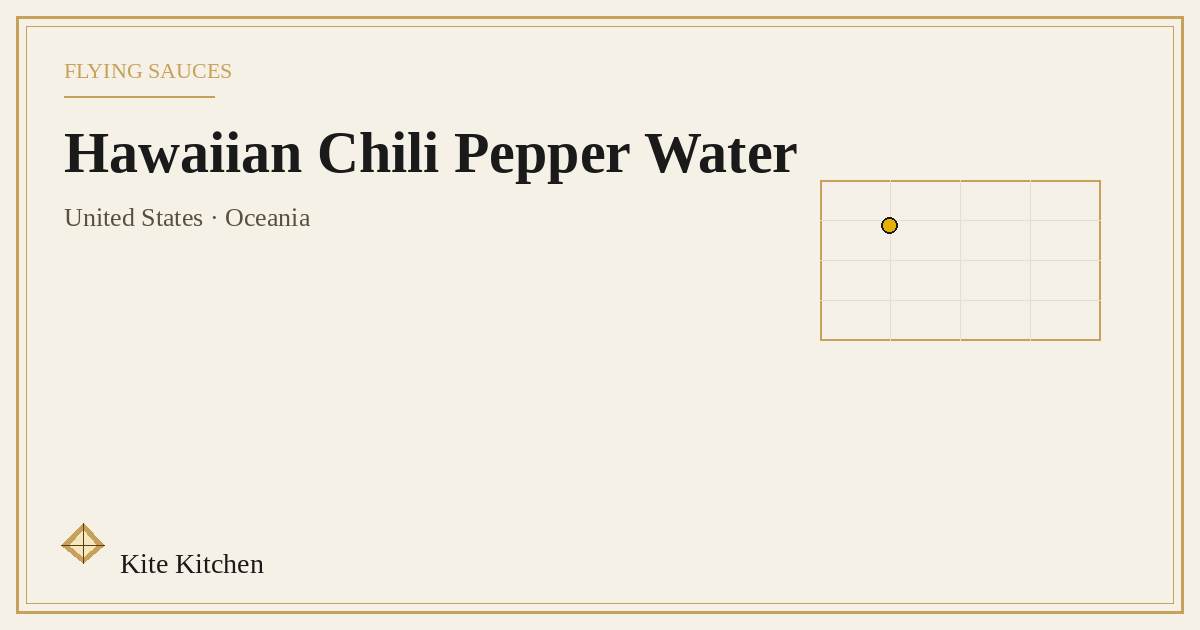 FLYING SAUCES
Hawaiian Chili Pepper Water
United States · Oceania
Kite Kitchen